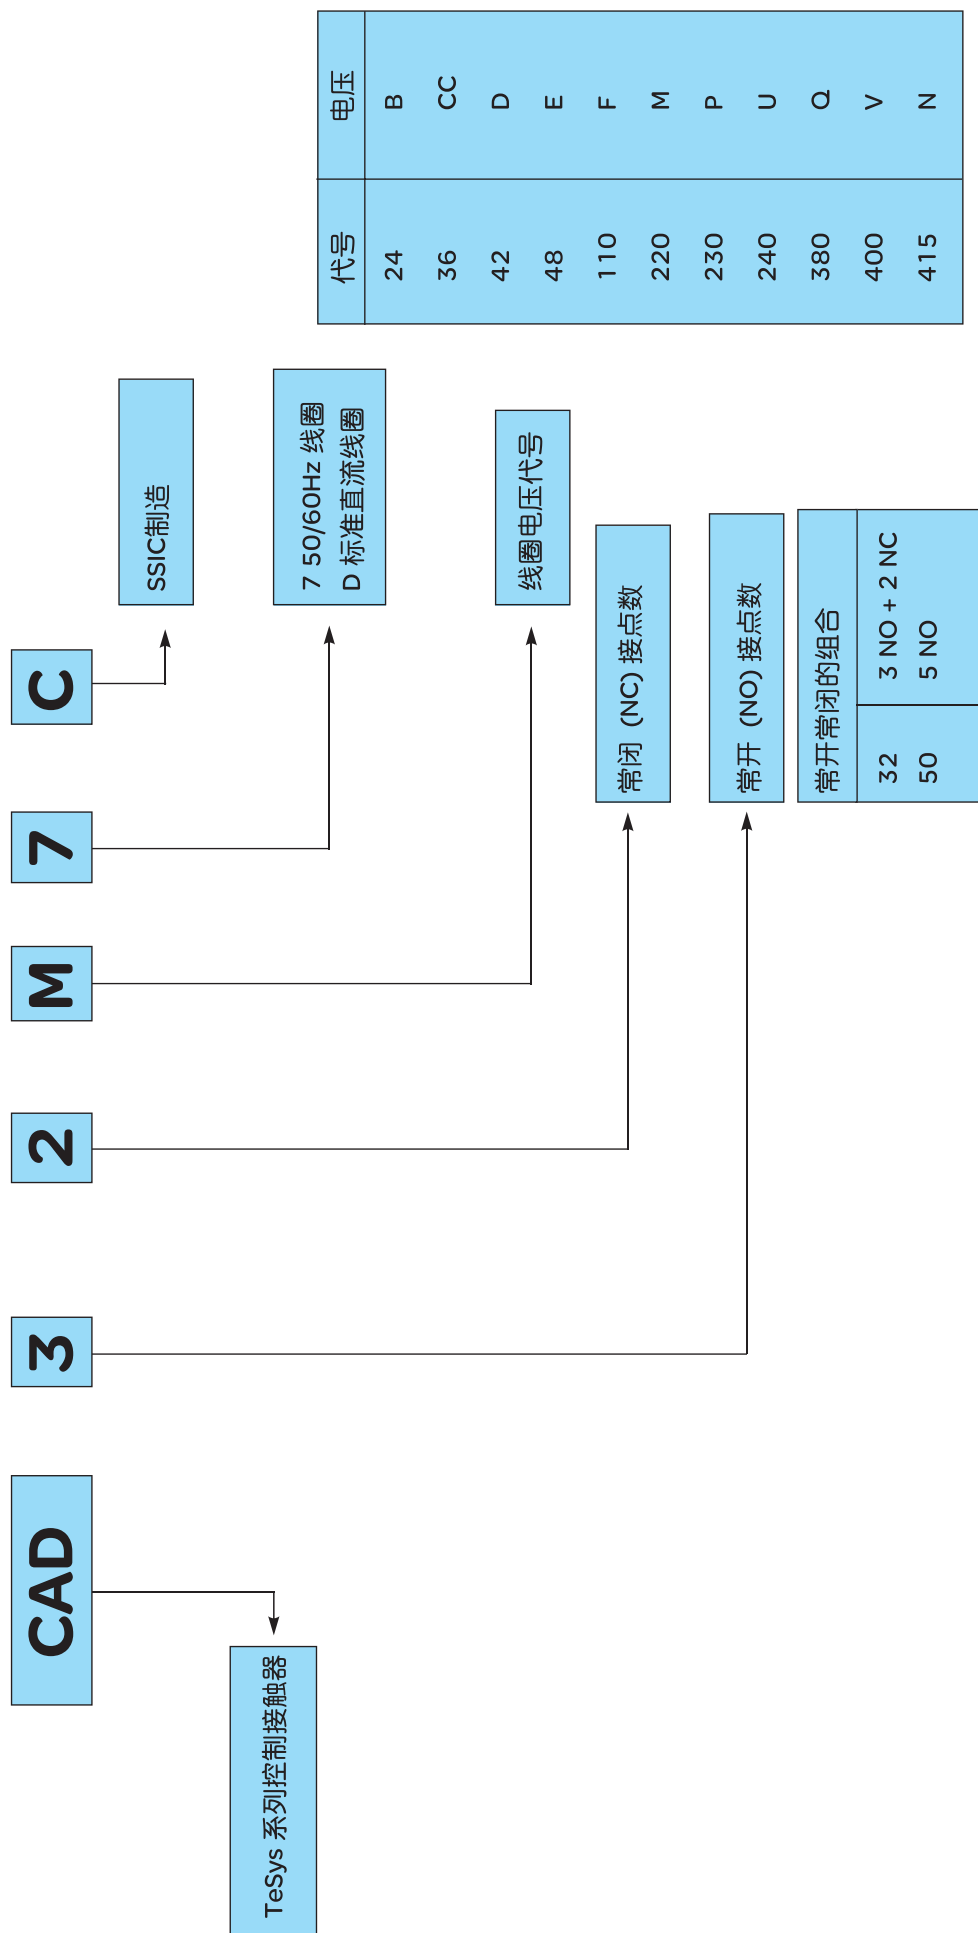 CAD 3 2 M 7 C
SSIC制造
7 50/60Hz 线圈
D 标准直流线圈
线圈电压代号
常闭 (NC) 接点数
常开 (NO) 接点数
常开常闭的组合
32 3 NO + 2 NC
50 5 NO
TeSys 系列控制接触器
代号 电压
24 B
36 CC
42 D
48 E
110 F
220 M
230 P
240 U
380 Q
400 V
415 N